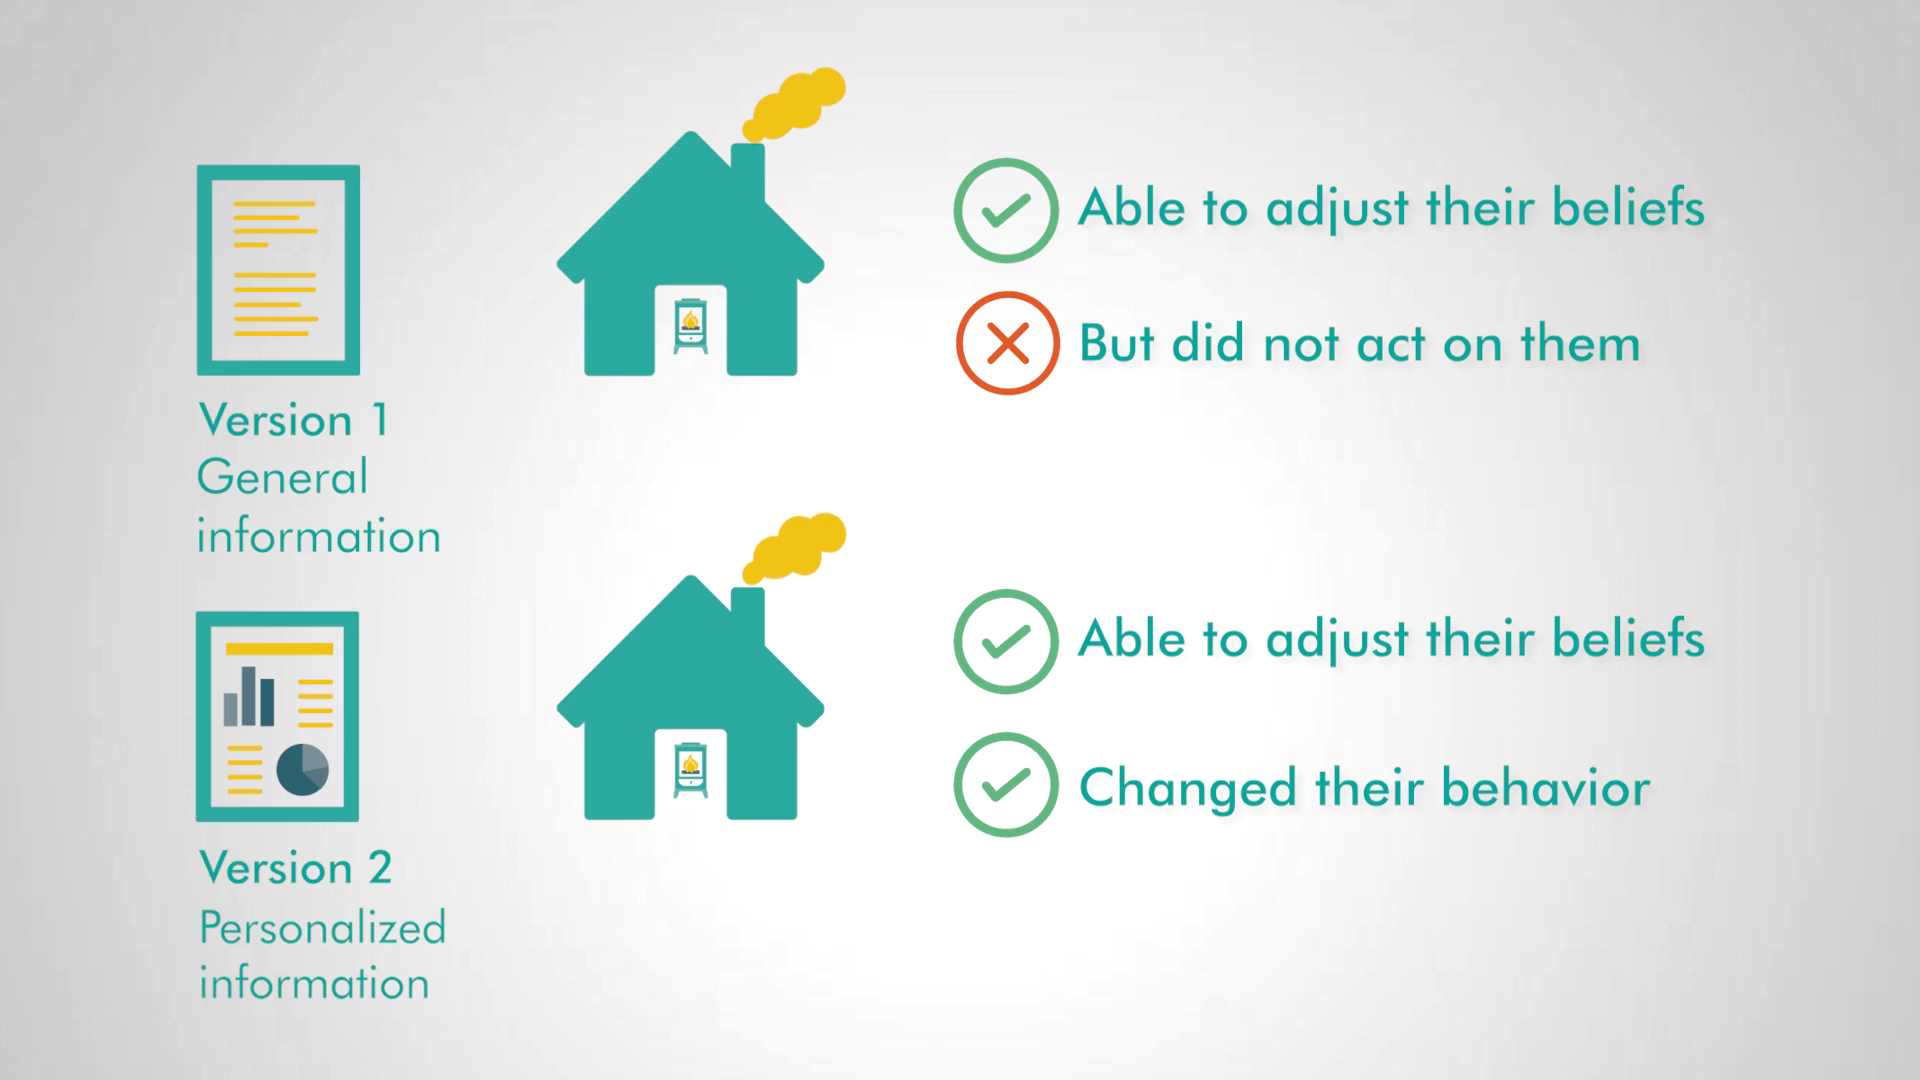 Able to adjust their beliefs
But did not act on them
Version 1
General
information
Able to adjust their beliefs
Changed their behavior
Version 2
Personalized
information